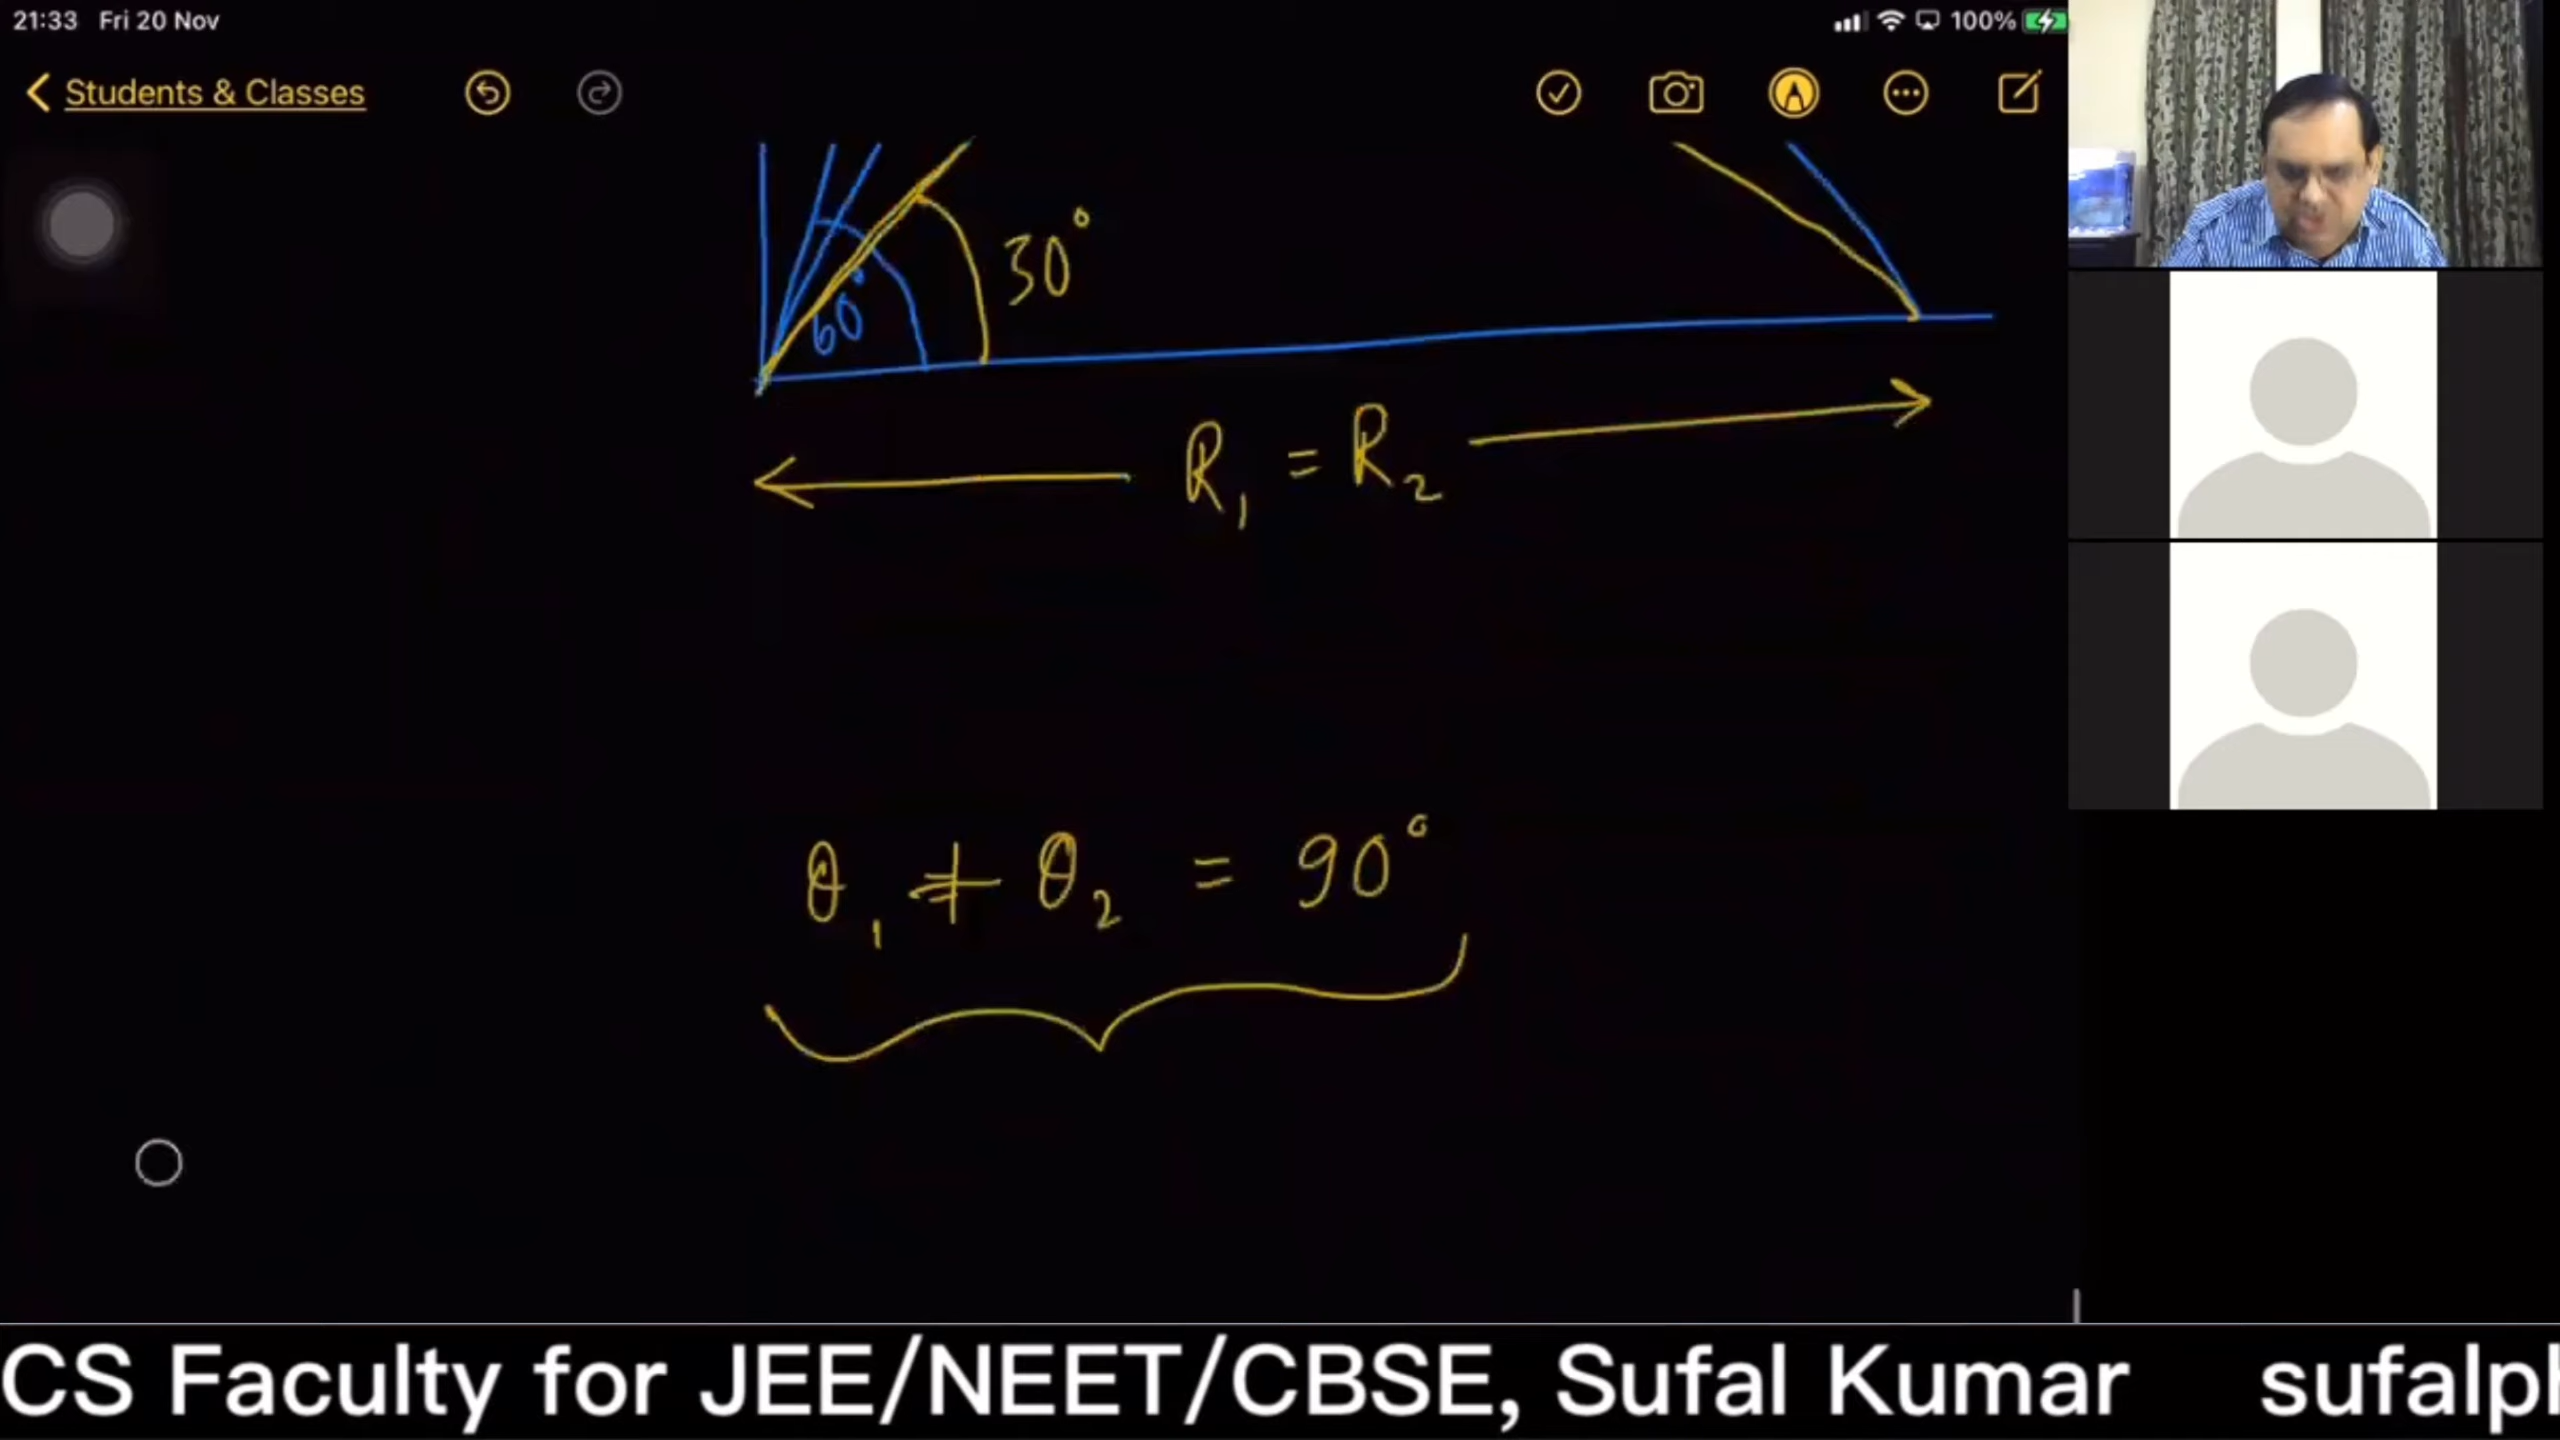 21:33 Fri 20 Nov
100%
Students & Classes
60°
30°
R₁ = R₂
θ₁ + θ₂ = 90°
CS Faculty for JEE/NEET/CBSE, Sufal Kumar sufalph